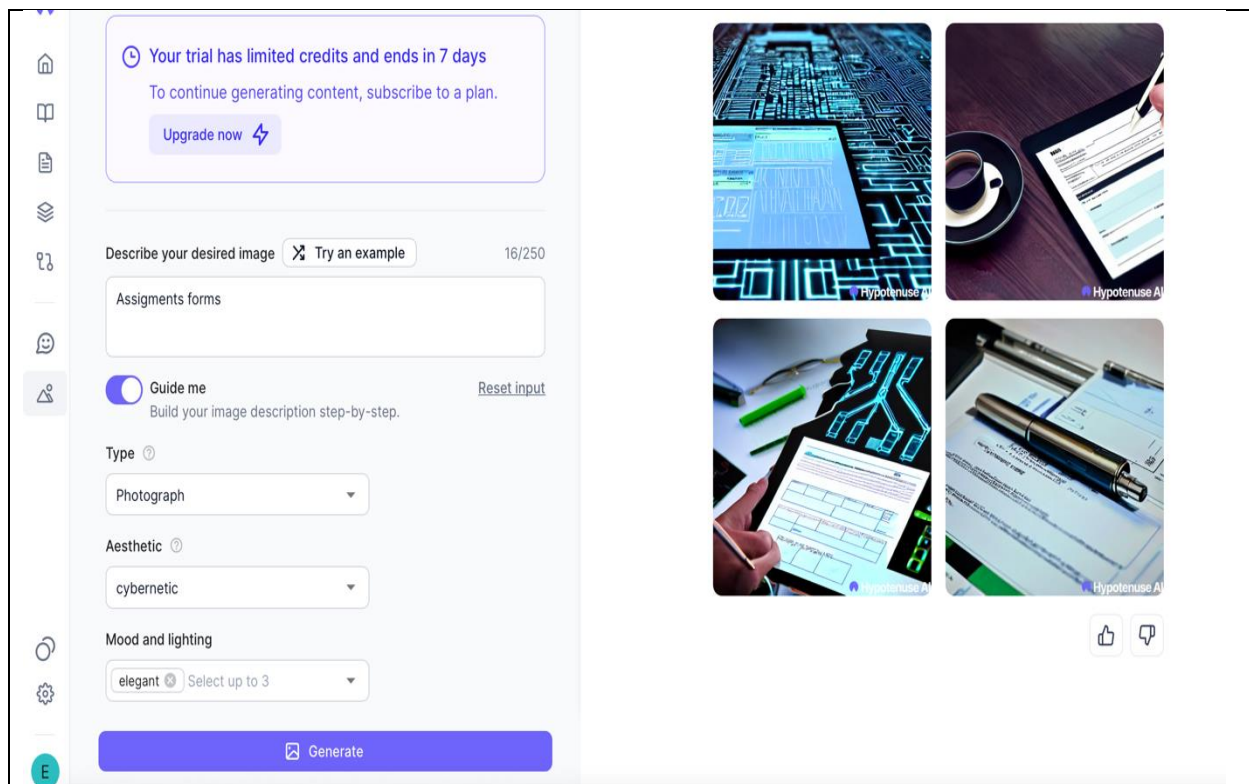 Your trial has limited credits and ends in 7 days
To continue generating content, subscribe to a plan.
Upgrade now
Describe your desired image
Try an example
16/250
Assigments forms
Guide me
Reset input
Build your image description step-by-step.
Type
Photograph
Aesthetic
cybernetic
Mood and lighting
elegant
Select up to 3
Generate
E
Hypotenuse AI
Hypotenuse AI
Hypotenuse AI
Hypotenuse AI